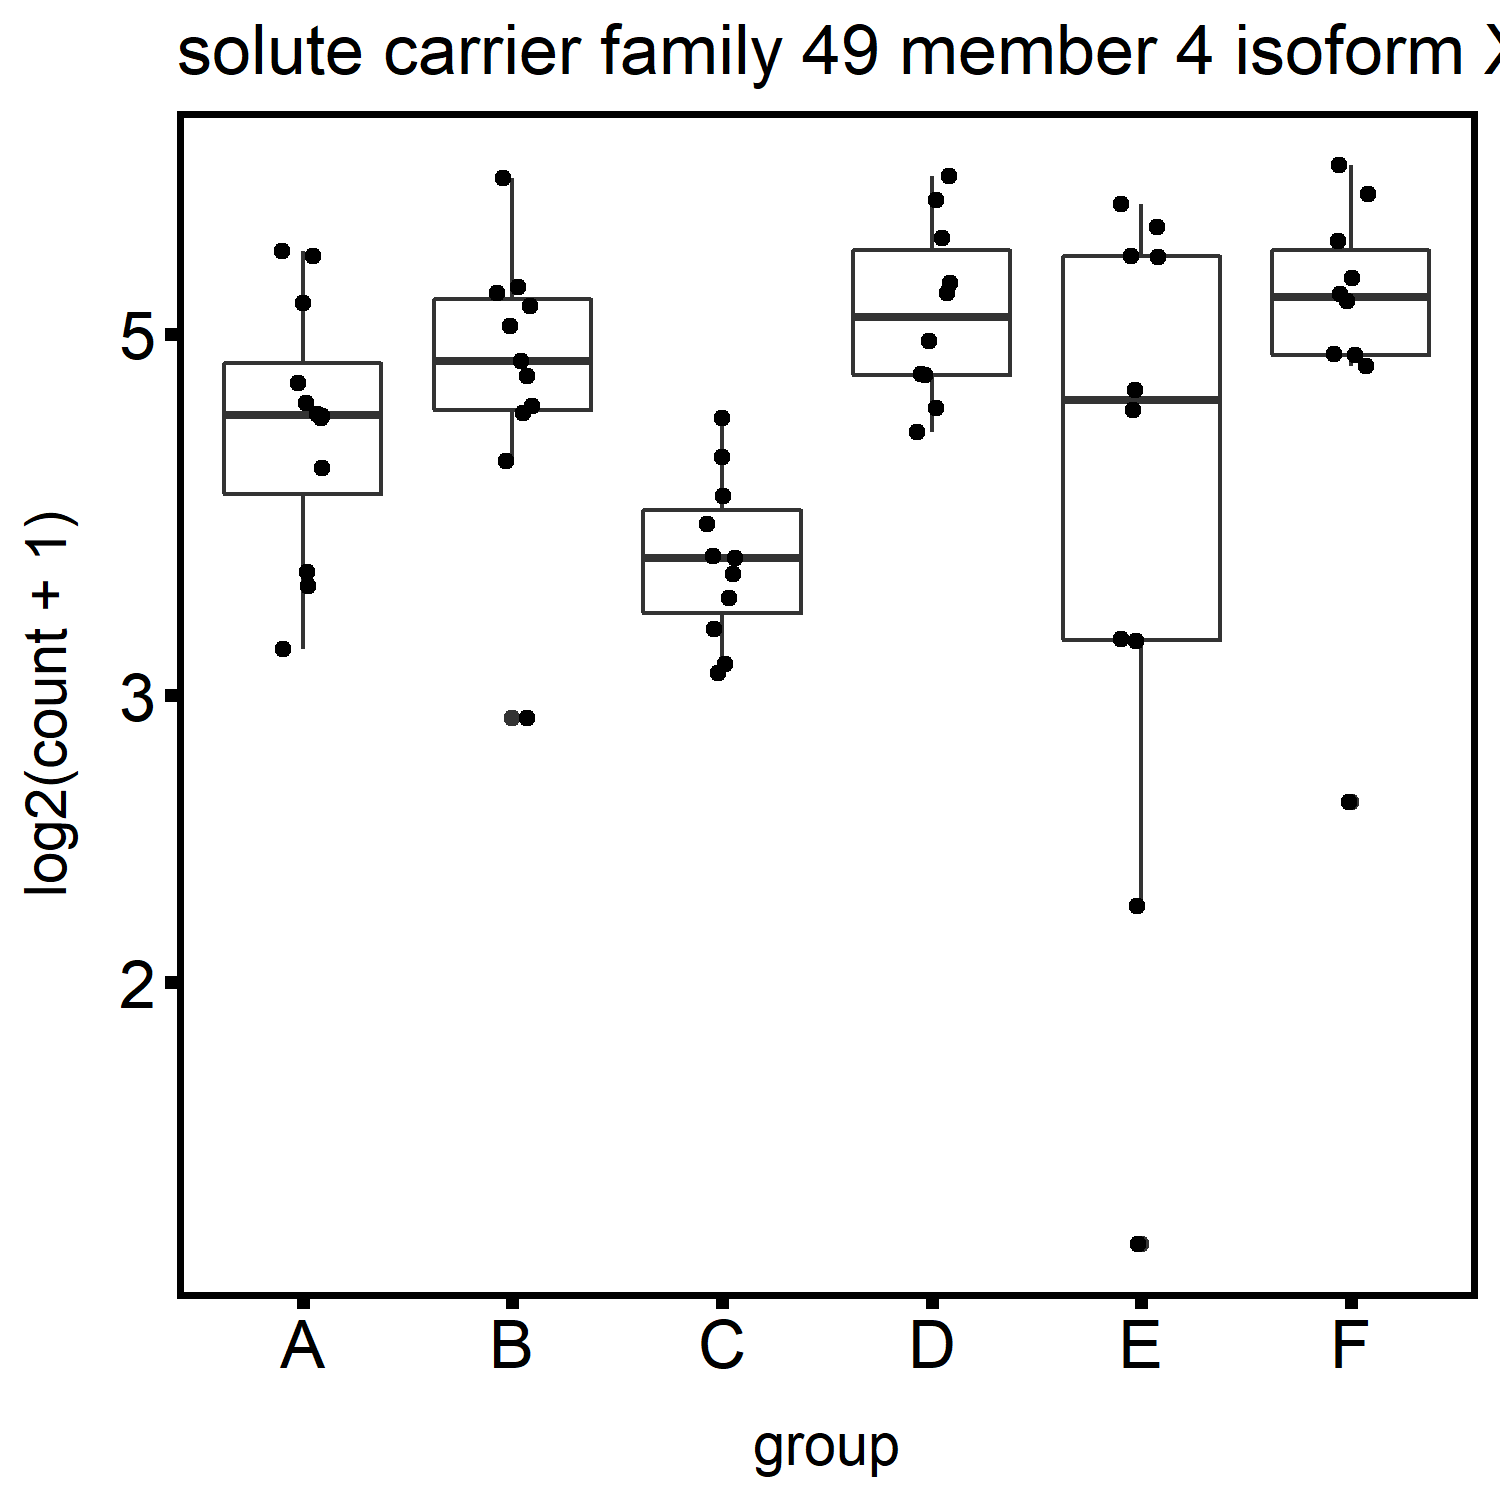 solute carrier family 49 member 4 isoform X
log2(count + 1)
5
3
2
A B C D E F
group